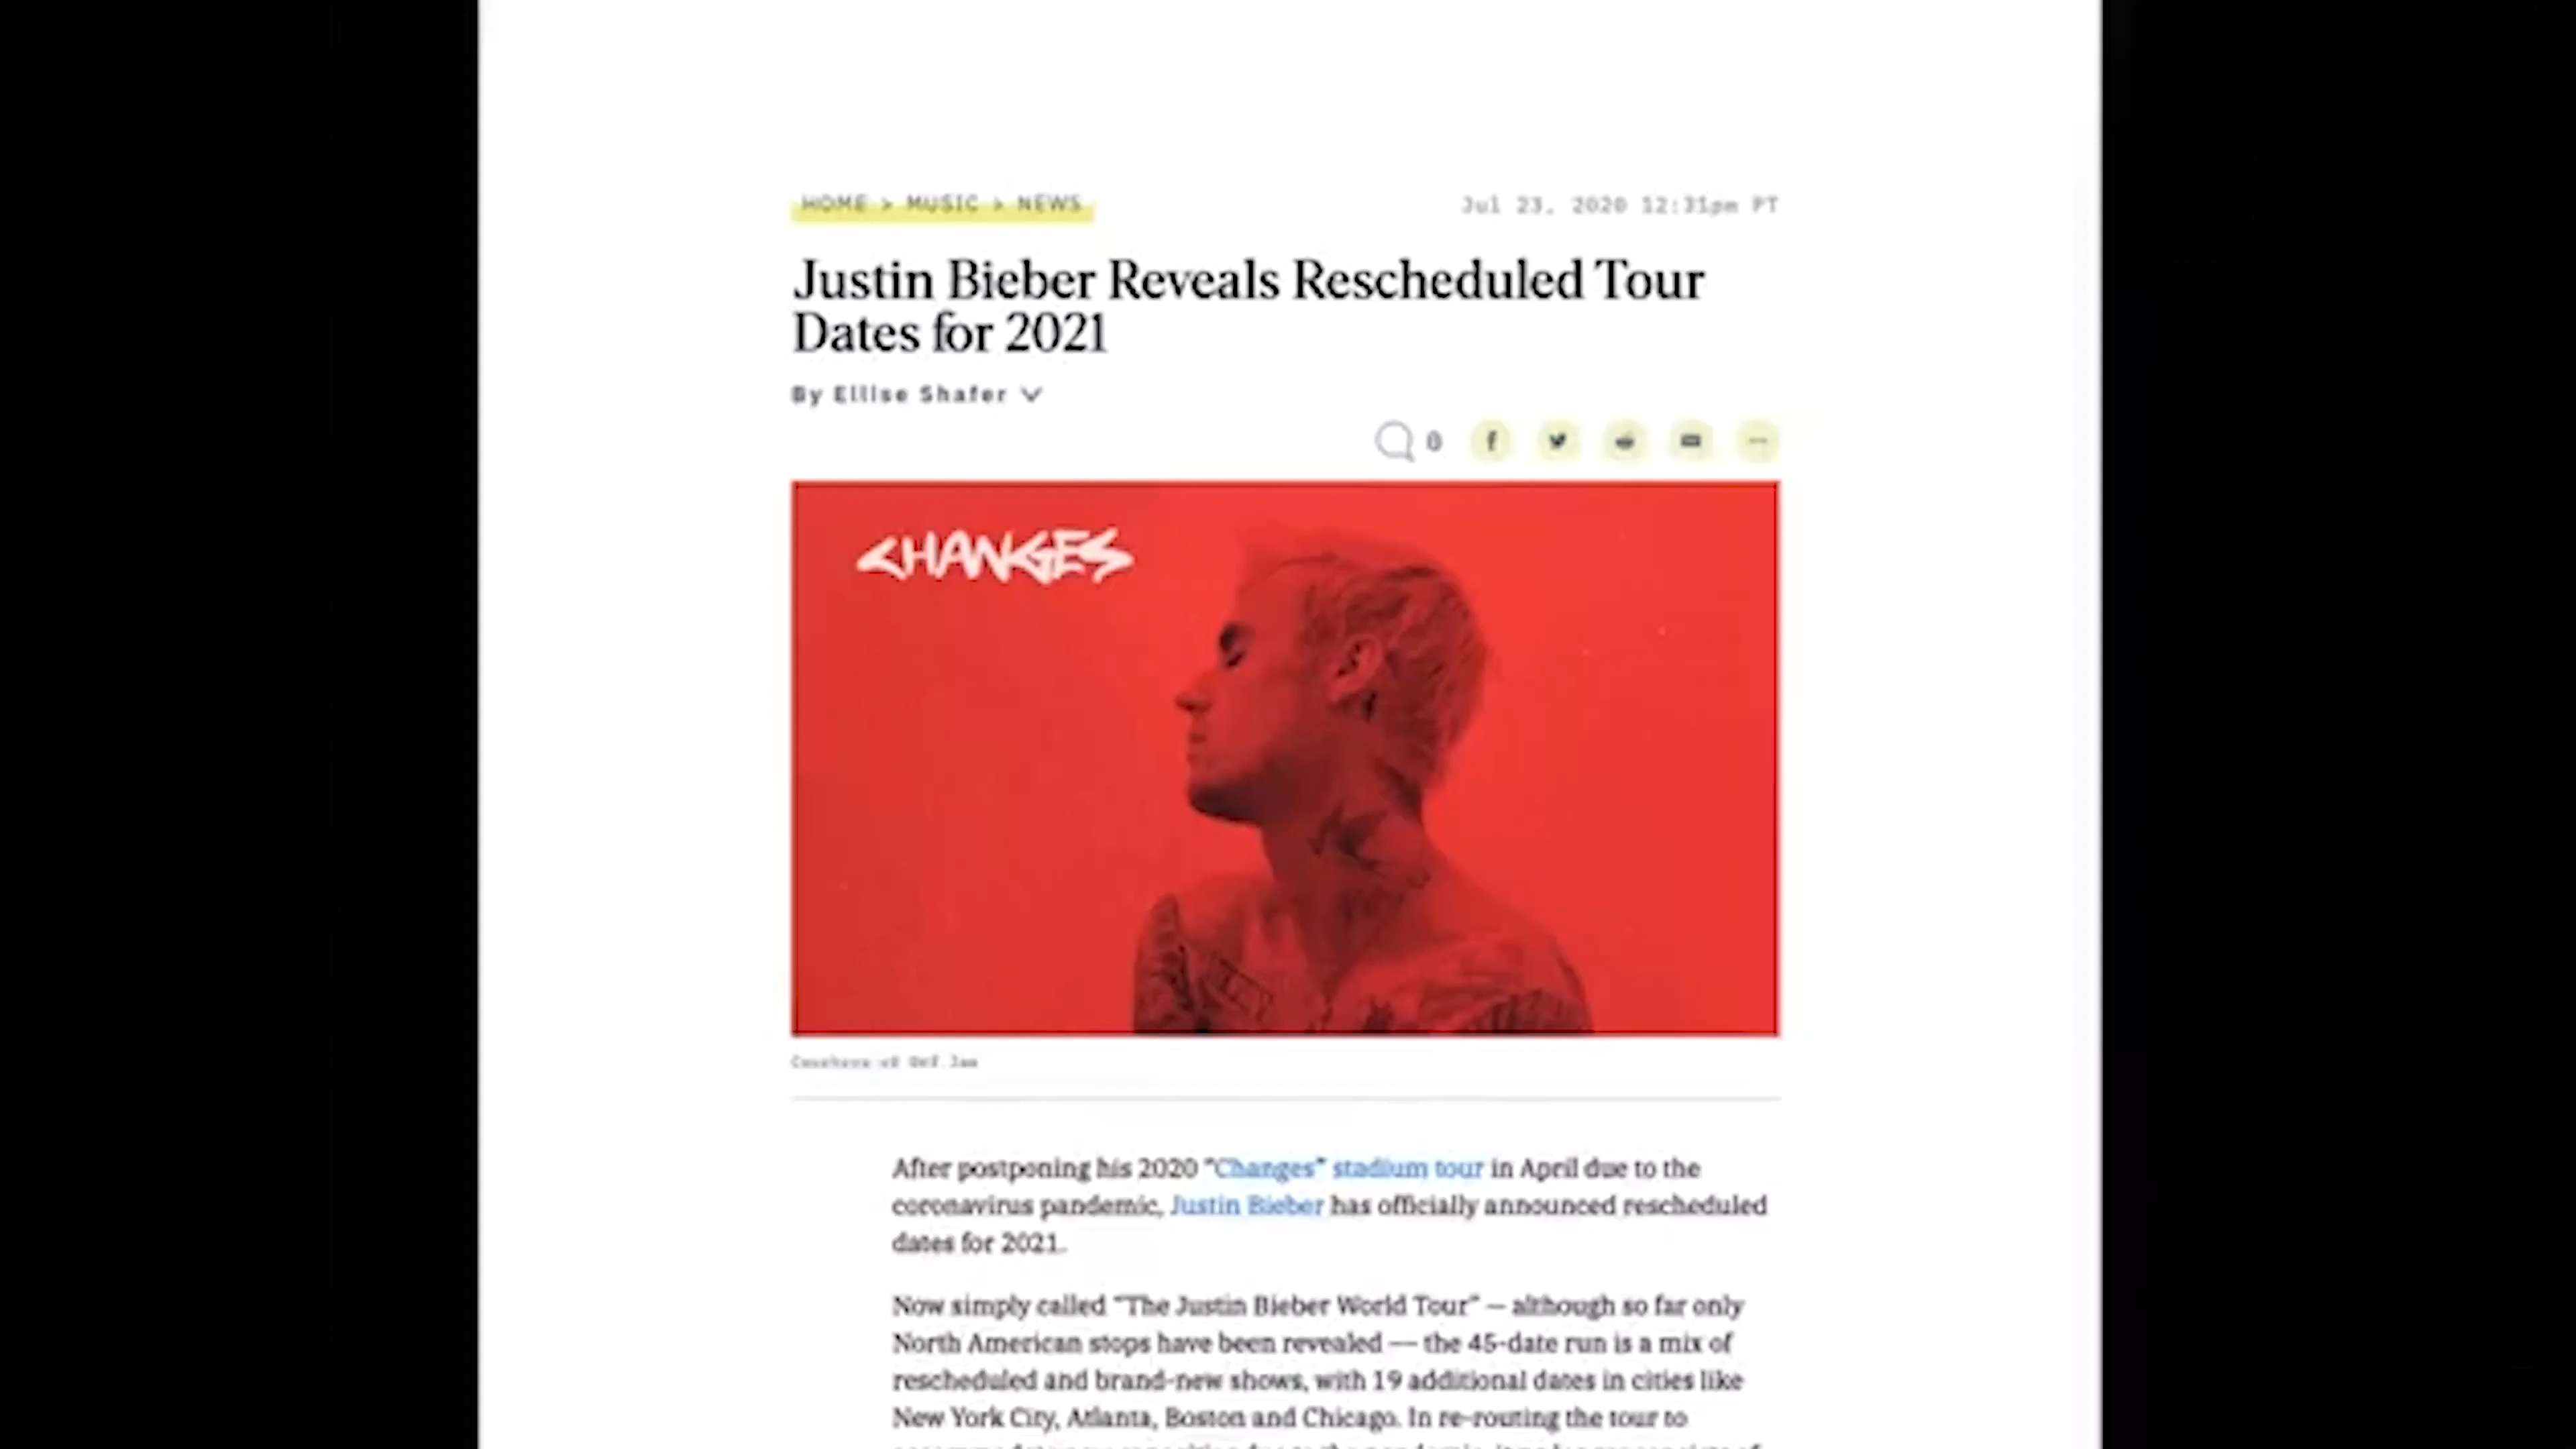 HOME > MUSIC > NEWS
Jul 23, 2020 12:31pm PT
Justin Bieber Reveals Rescheduled Tour
Dates for 2021
By Ellise Shafer
0
CHANGES
Courtesy of Def Jam
After postponing his 2020 “Changes” stadium tour in April due to the
coronavirus pandemic, Justin Bieber has officially announced rescheduled
dates for 2021.
Now simply called “The Justin Bieber World Tour” — although so far only
North American stops have been revealed — the 45-date run is a mix of
rescheduled and brand-new shows, with 19 additional dates in cities like
New York City, Atlanta, Boston and Chicago. In re-routing the tour to